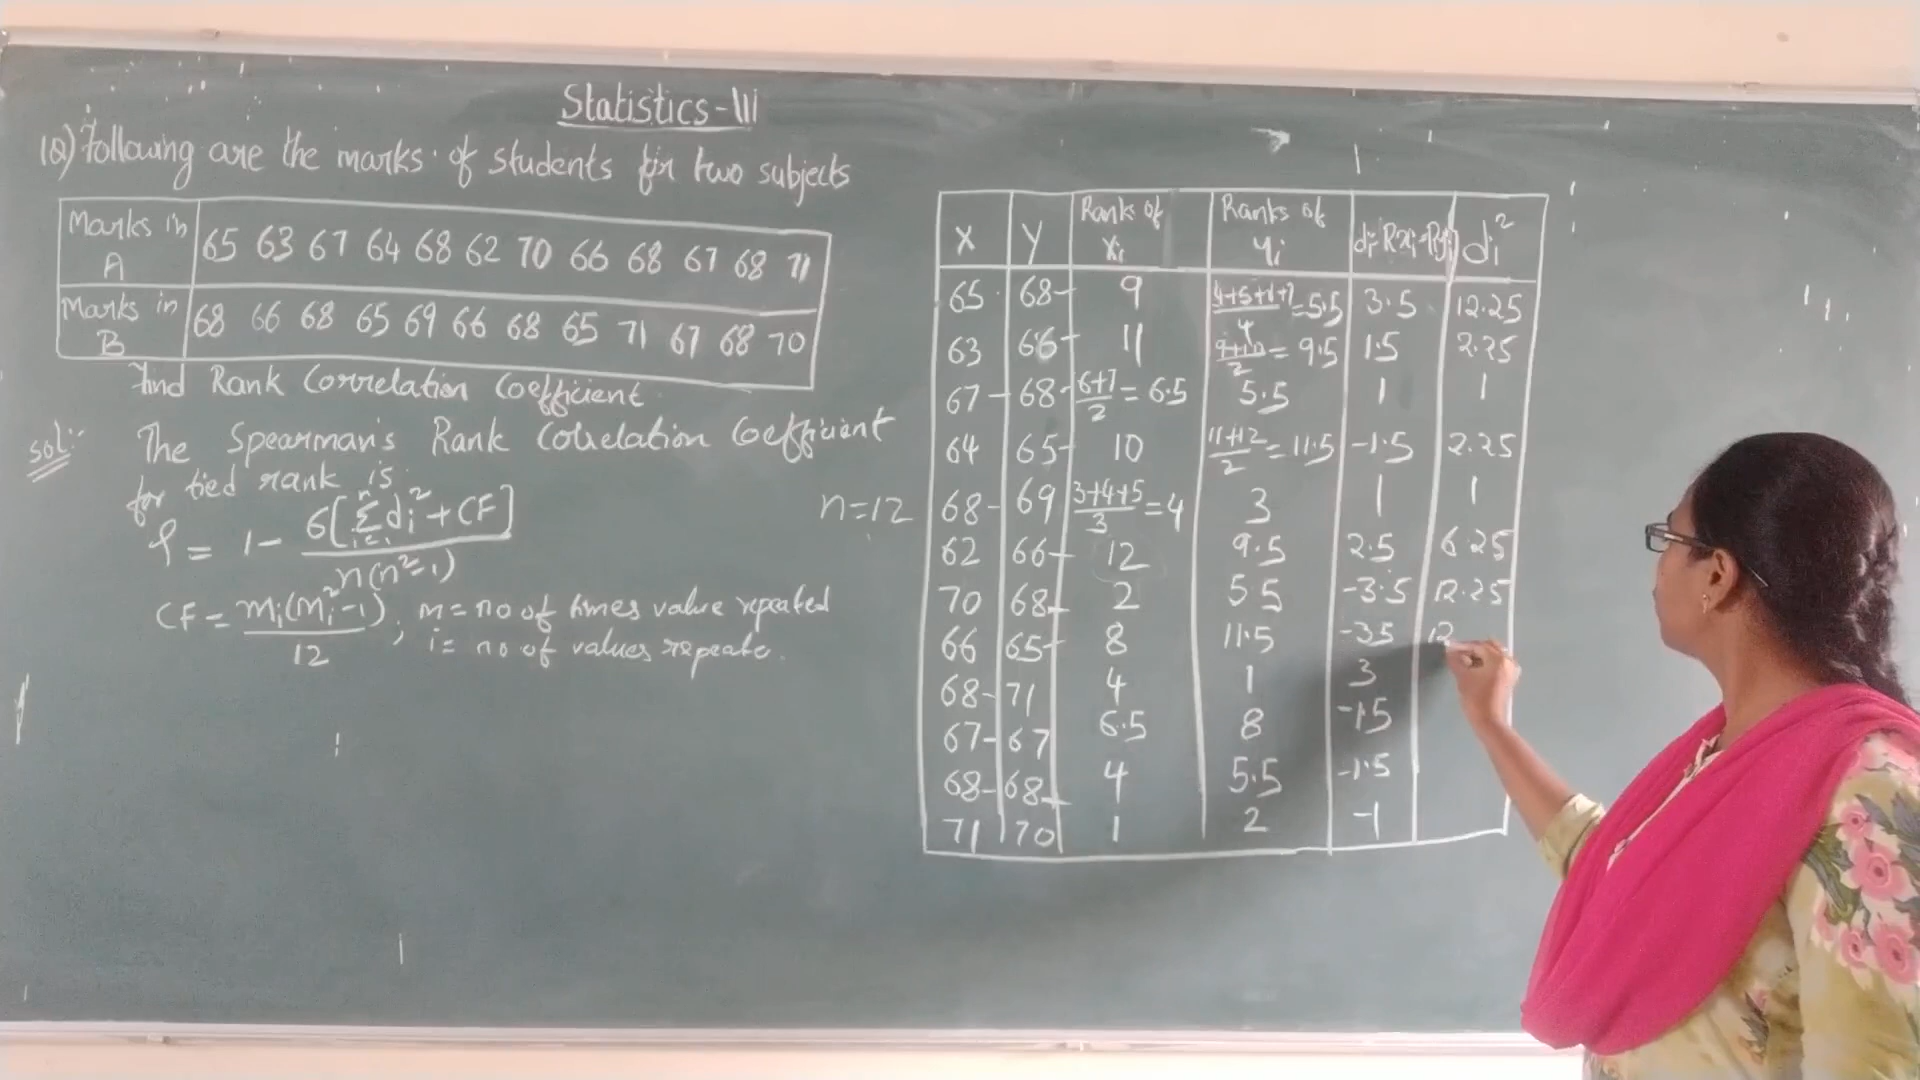 Statistics-III
1Q) Following are the marks of students for two subjects
Marks in A 65 63 67 64 68 62 70 66 68 67 68 71
Marks in B 68 66 68 65 69 66 68 65 71 67 68 70
Find Rank Correlation Coefficient.
Sol:- The Spearman's Rank Correlation Coefficient
for tied rank is
ρ = 1 - 6[Σⁿᵢ₌₁ dᵢ² + CF] / n(n²-1)
CF = mᵢ(mᵢ²-1) / 12 ; m = no of times value repeated
i = no of values repeate.
n=12
X Y Ranks of xᵢ Ranks of yᵢ dᵢ=Rxᵢ-Ryᵢ dᵢ²
65 68 9 4+5+6+7/4 =5.5 3.5 12.25
63 66 11 9+10/2 = 9.5 1.5 2.25
67 68 6+7/2 = 6.5 5.5 1 1
64 65 10 11+12/2 = 11.5 -1.5 2.25
68 69 3+4+5/3 = 4 3 1 1
62 66 12 9.5 2.5 6.25
70 68 2 5.5 -3.5 12.25
66 65 8 11.5 -3.5 12
68 71 4 1 3
67 67 6.5 8 -1.5
68 68 4 5.5 -1.5
71 70 1 2 -1